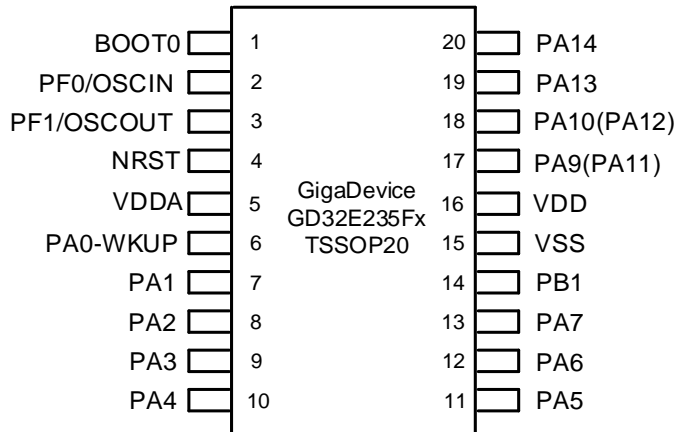 BOOT0 1 20 PA14
PF0/OSCIN 2 19 PA13
PF1/OSCOUT 3 18 PA10(PA12)
NRST 4 17 PA9(PA11)
VDDA 5 16 VDD
PA0-WKUP 6 15 VSS
PA1 7 14 PB1
PA2 8 13 PA7
PA3 9 12 PA6
PA4 10 11 PA5
GigaDevice
GD32E235Fx
TSSOP20